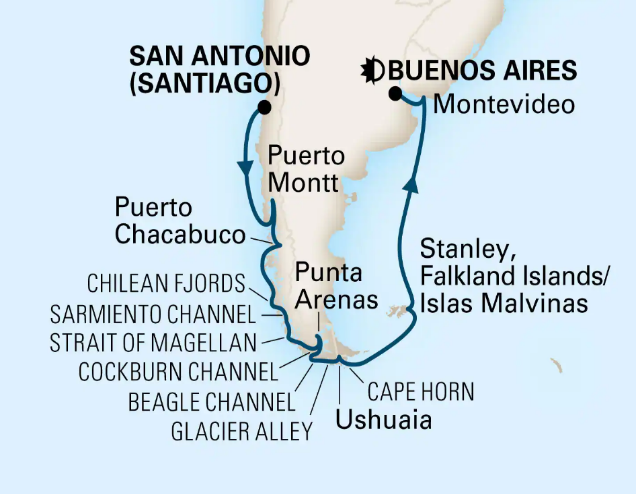 SAN ANTONIO
(SANTIAGO)
BUENOS AIRES
Montevideo
Puerto
Montt
Puerto
Chacabuco
Stanley,
Falkland Islands/
Islas Malvinas
Punta
Arenas
CHILEAN FJORDS
SARMIENTO CHANNEL
STRAIT OF MAGELLAN
COCKBURN CHANNEL
BEAGLE CHANNEL
GLACIER ALLEY
CAPE HORN
Ushuaia